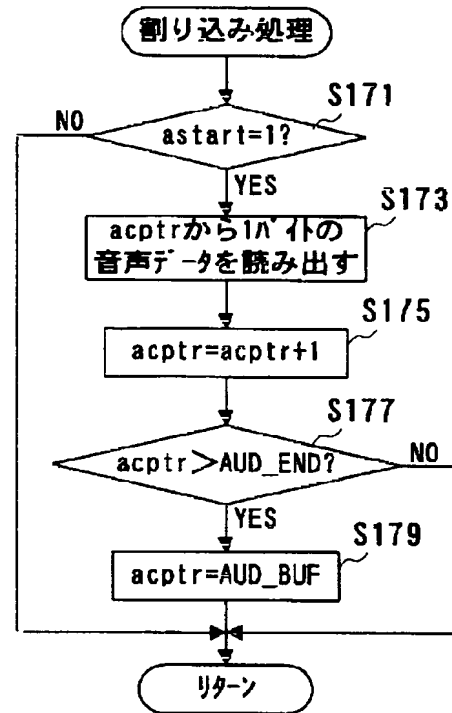 割り込み処理
S171
NO
astart=1?
YES
S173
acptrから1バイトの
音声データを読み出す
S175
acptr=acptr+1
S177
acptr＞AUD_END?
NO
YES
S179
acptr=AUD_BUF
リターン